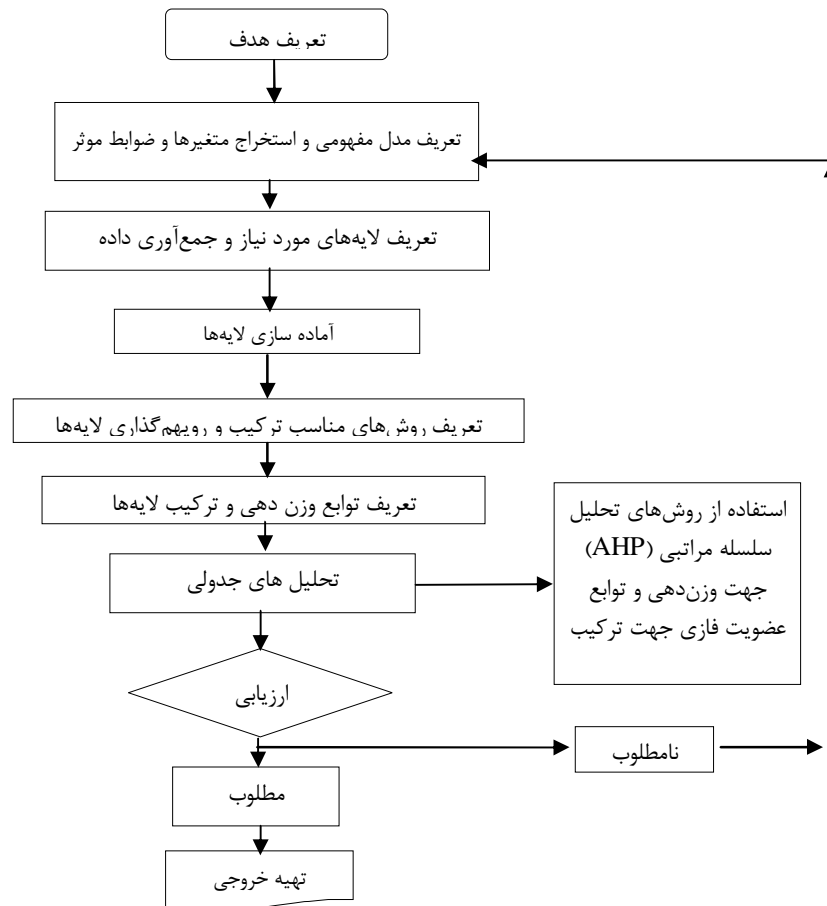 تعریف هدف
تعریف مدل مفهومی و استخراج متغیرها و ضوابط موثر
تعریف لایه‌های مورد نیاز و جمع‌آوری داده
آماده سازی لایه‌ها
تعریف روش‌های مناسب ترکیب و رویهم‌گذاری لایه‌ها
تعریف توابع وزن دهی و ترکیب لایه‌ها
تحلیل های جدولی
استفاده از روش‌های تحلیل
سلسله مراتبی (AHP)
جهت وزن‌دهی و توابع
عضویت فازی جهت ترکیب
ارزیابی
نامطلوب
مطلوب
تهیه خروجی